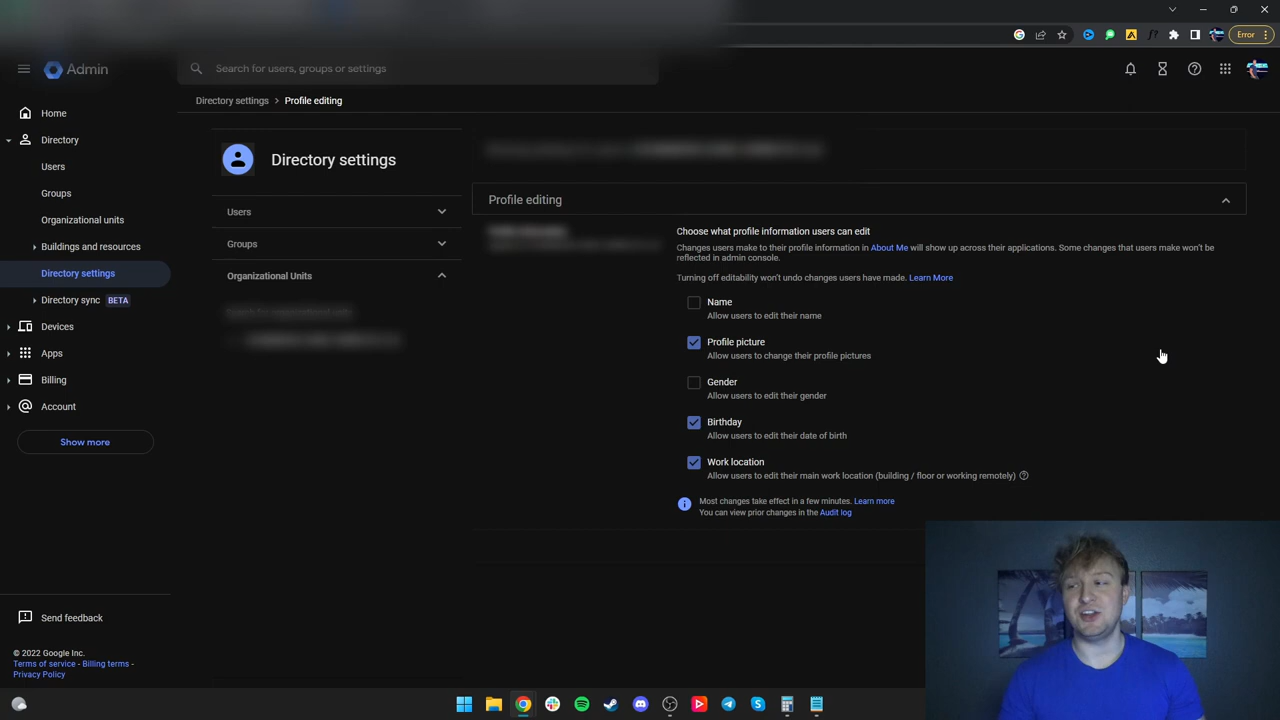 Error
Admin
Search for users, groups or settings
Directory settings > Profile editing
Home
Directory
Users
Groups
Organizational units
Buildings and resources
Directory settings
Directory sync BETA
Devices
Apps
Billing
Account
Show more
Send feedback
© 2022 Google Inc.
Terms of service - Billing terms -
Privacy Policy
Directory settings
Users
Groups
Organizational Units
Profile editing
Choose what profile information users can edit
Changes users make to their profile information in About Me will show up across their applications. Some changes that users make won't be
reflected in admin console.
Turning off editability won't undo changes users have made. Learn More
Name
Allow users to edit their name
Profile picture
Allow users to change their profile pictures
Gender
Allow users to edit their gender
Birthday
Allow users to edit their date of birth
Work location
Allow users to edit their main work location (building / floor or working remotely)
Most changes take effect in a few minutes. Learn more
You can view prior changes in the Audit log